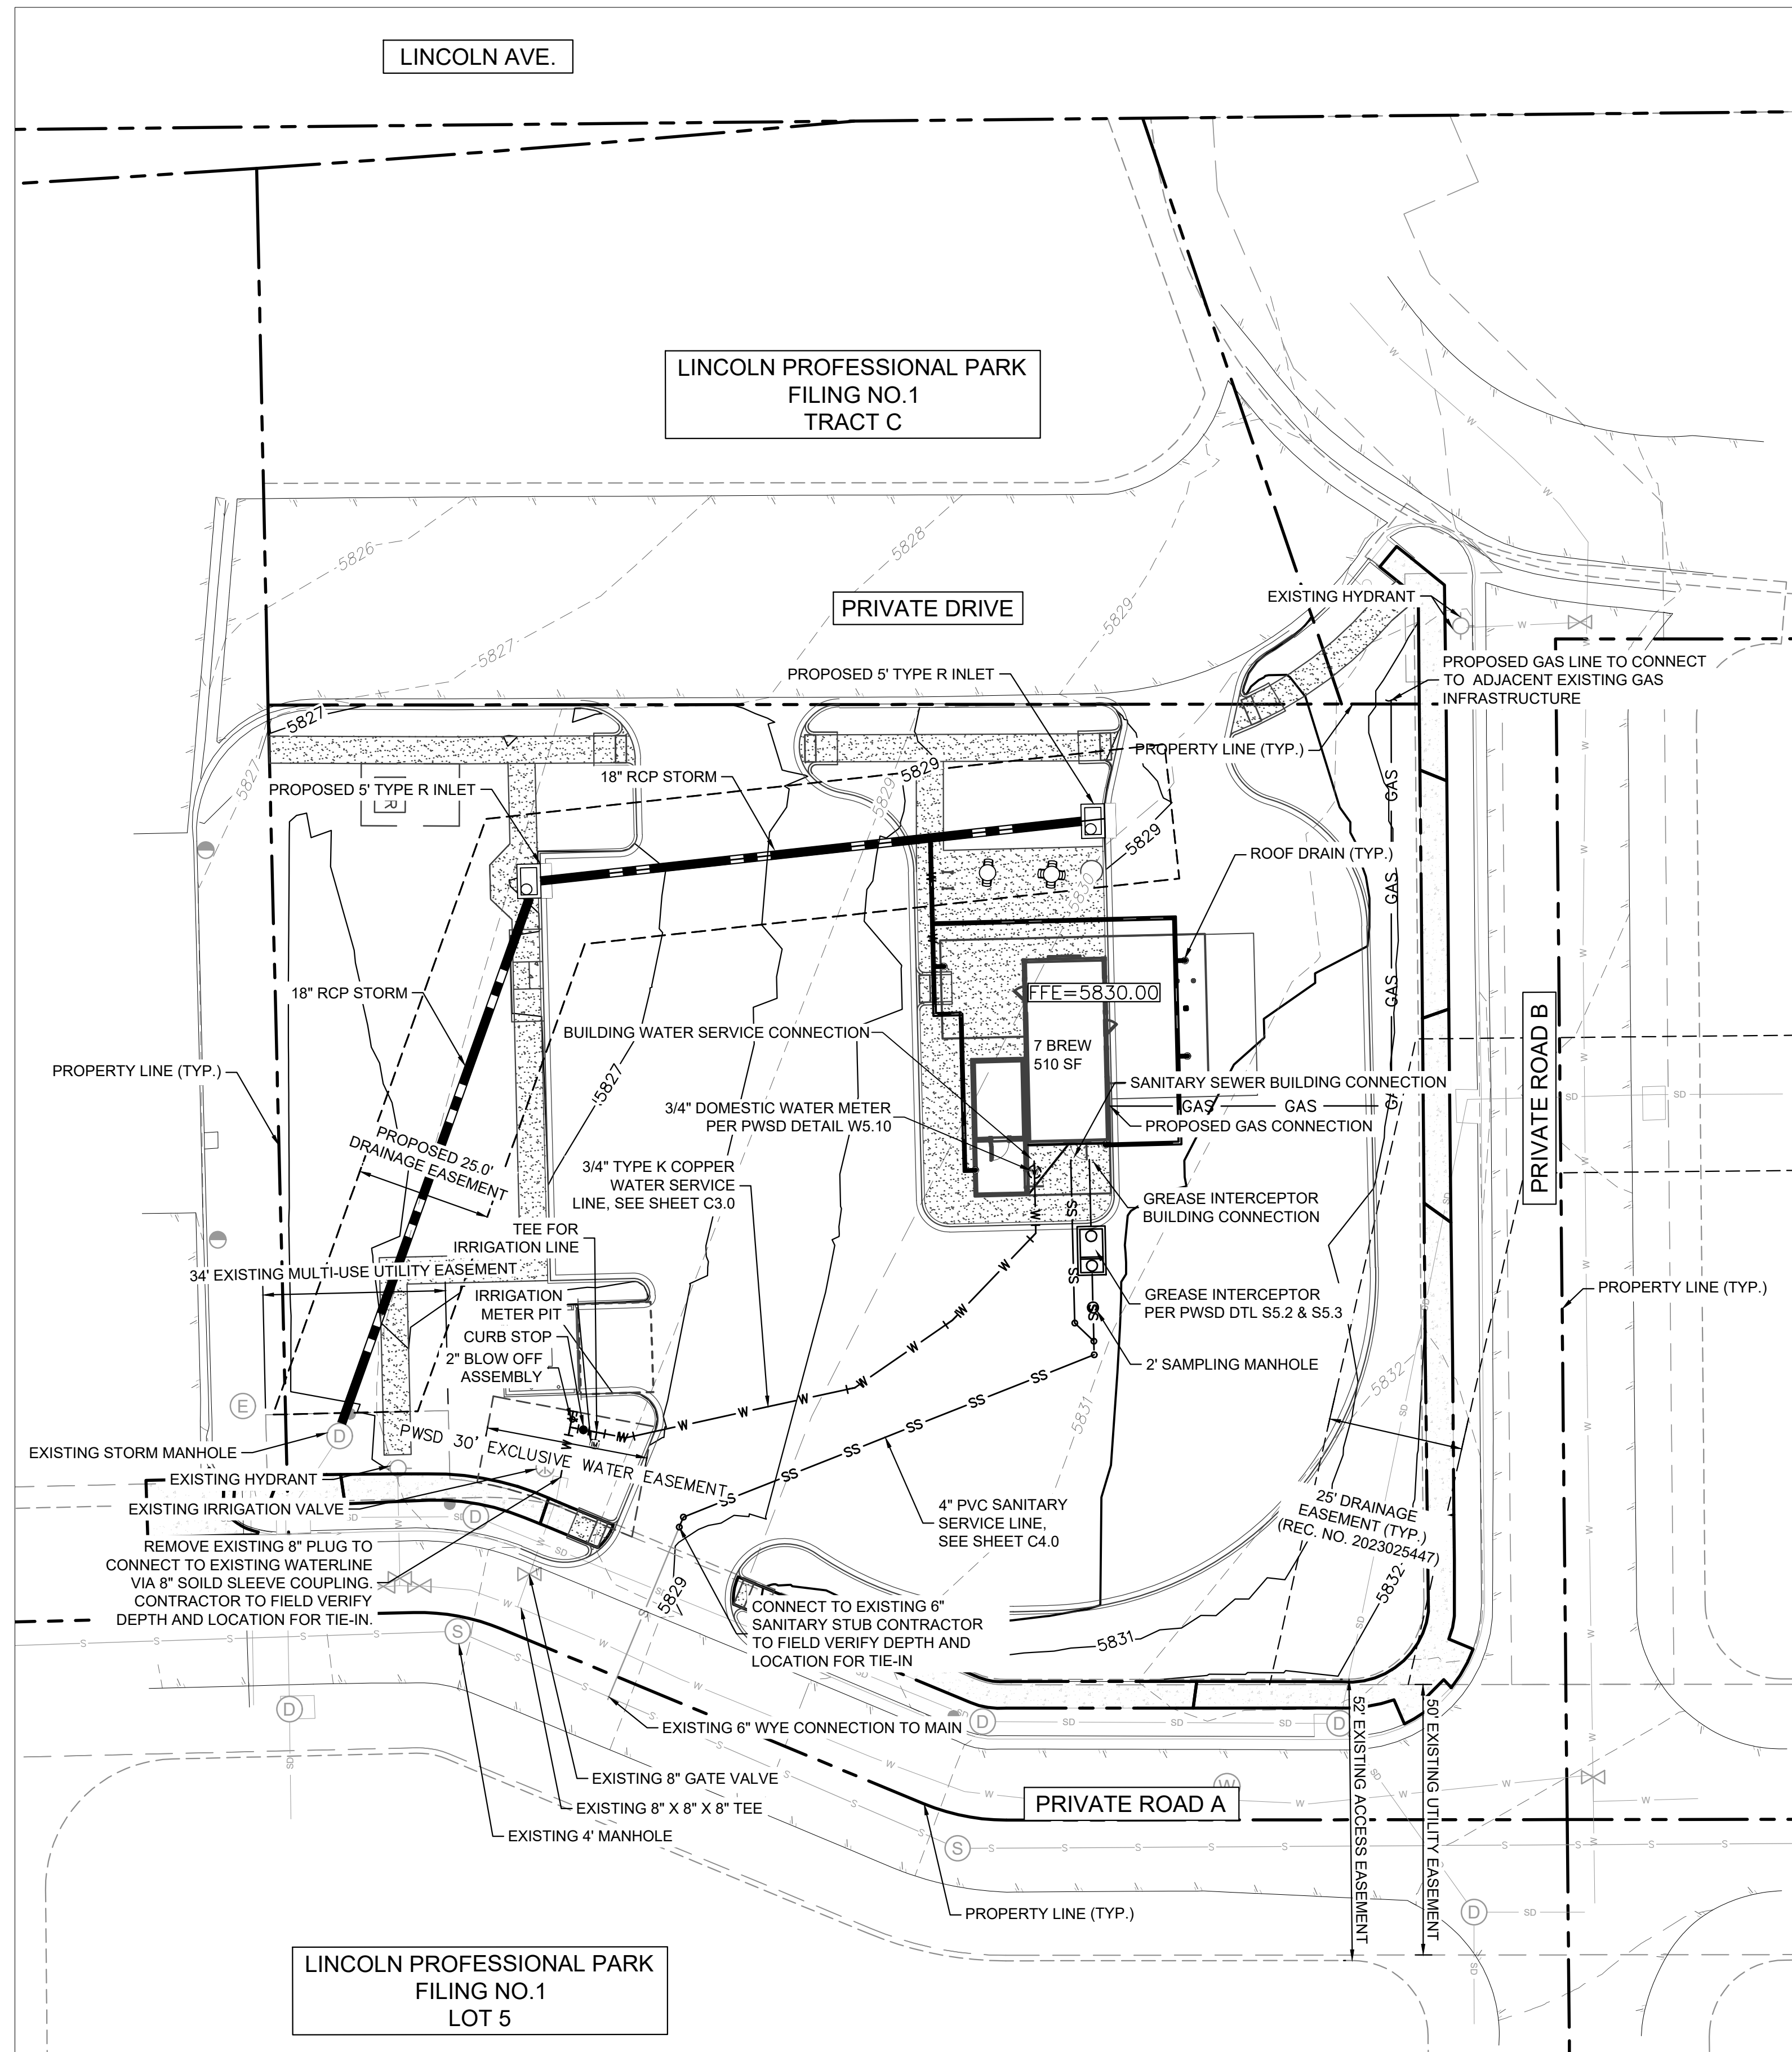 LINCOLN AVE.
LINCOLN PROFESSIONAL PARK
FILING NO.1
TRACT C
5826
5828
5829
5827
PRIVATE DRIVE
EXISTING HYDRANT
PROPOSED GAS LINE TO CONNECT
TO ADJACENT EXISTING GAS
INFRASTRUCTURE
PROPOSED 5' TYPE R INLET
5827
5827
PROPERTY LINE (TYP.)
18" RCP STORM
5829
5829
PROPOSED 5' TYPE R INLET
5829
ROOF DRAIN (TYP.)
5830
GAS
GAS
GAS
GAS
GAS
GAS
18" RCP STORM
FFE=5830.00
BUILDING WATER SERVICE CONNECTION
7 BREW
510 SF
PRIVATE ROAD B
PROPERTY LINE (TYP.)
5827
SANITARY SEWER BUILDING CONNECTION
GAS GAS GAS
3/4" DOMESTIC WATER METER
PER PWSD DETAIL W5.10
PROPOSED GAS CONNECTION
PROPOSED 25.0'
DRAINAGE EASEMENT
3/4" TYPE K COPPER
WATER SERVICE
LINE, SEE SHEET C3.0
GREASE INTERCEPTOR
BUILDING CONNECTION
TEE FOR
IRRIGATION LINE
34' EXISTING MULTI-USE UTILITY EASEMENT
PROPERTY LINE (TYP.)
IRRIGATION
METER PIT
GREASE INTERCEPTOR
PER PWSD DTL S5.2 & S5.3
CURB STOP
2" BLOW OFF
ASSEMBLY
2' SAMPLING MANHOLE
5832
E
5831
D
EXISTING STORM MANHOLE
PWSD 30' EXCLUSIVE WATER EASEMENT
EXISTING HYDRANT
EXISTING IRRIGATION VALVE
D
4" PVC SANITARY
SERVICE LINE,
SEE SHEET C4.0
25' DRAINAGE
EASEMENT (TYP.)
(REC. NO. 2023025447)
REMOVE EXISTING 8" PLUG TO
CONNECT TO EXISTING WATERLINE
VIA 8" SOILD SLEEVE COUPLING.
CONTRACTOR TO FIELD VERIFY
DEPTH AND LOCATION FOR TIE-IN.
5829
5832
CONNECT TO EXISTING 6"
SANITARY STUB CONTRACTOR
TO FIELD VERIFY DEPTH AND
LOCATION FOR TIE-IN
5831
S
D
D
D
EXISTING 6" WYE CONNECTION TO MAIN
52' EXISTING ACCESS EASEMENT
50' EXISTING UTILITY EASEMENT
EXISTING 8" GATE VALVE
W
PRIVATE ROAD A
EXISTING 8" X 8" X 8" TEE
EXISTING 4' MANHOLE
S
PROPERTY LINE (TYP.)
D
LINCOLN PROFESSIONAL PARK
FILING NO.1
LOT 5